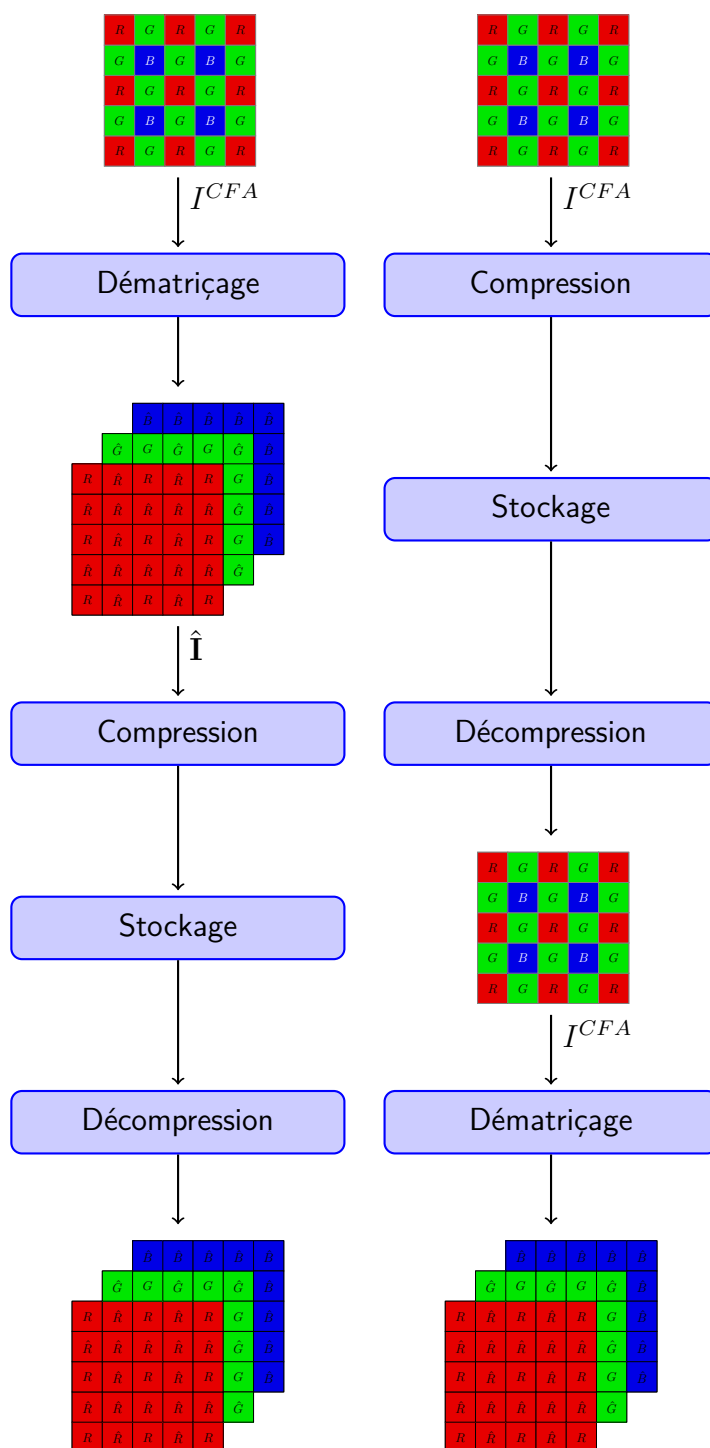 R G R G R
G B G B G
R G R G R
G B G B G
R G R G R
I^CFA
Dématriçage
Ĝ G Ĝ G Ĝ
R R̂ R R̂ R G
R̂ R̂ R̂ R̂ R̂ Ĝ
R R̂ R R̂ R G
R̂ R̂ R̂ R̂ R̂ Ĝ
R R̂ R R̂ R
Î
Compression
Stockage
Décompression
Ĝ G Ĝ G Ĝ
R R̂ R R̂ R G
R̂ R̂ R̂ R̂ R̂ Ĝ
R R̂ R R̂ R G
R̂ R̂ R̂ R̂ R̂ Ĝ
R R̂ R R̂ R
R G R G R
G B G B G
R G R G R
G B G B G
R G R G R
I^CFA
Compression
Stockage
Décompression
R G R G R
G B G B G
R G R G R
G B G B G
R G R G R
I^CFA
Dématriçage
Ĝ G Ĝ G Ĝ
R R̂ R R̂ R G
R̂ R̂ R̂ R̂ R̂ Ĝ
R R̂ R R̂ R G
R̂ R̂ R̂ R̂ R̂ Ĝ
R R̂ R R̂ R